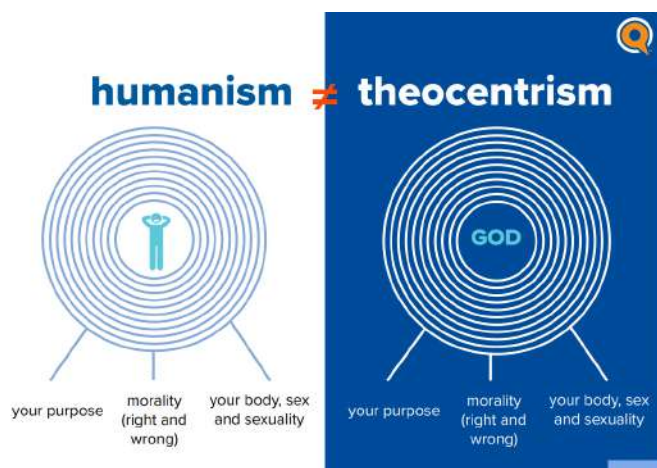 humanism ≠ theocentrism
GOD
your purpose
morality
(right and
wrong)
your body, sex
and sexuality
your purpose
morality
(right and
wrong)
your body, sex
and sexuality